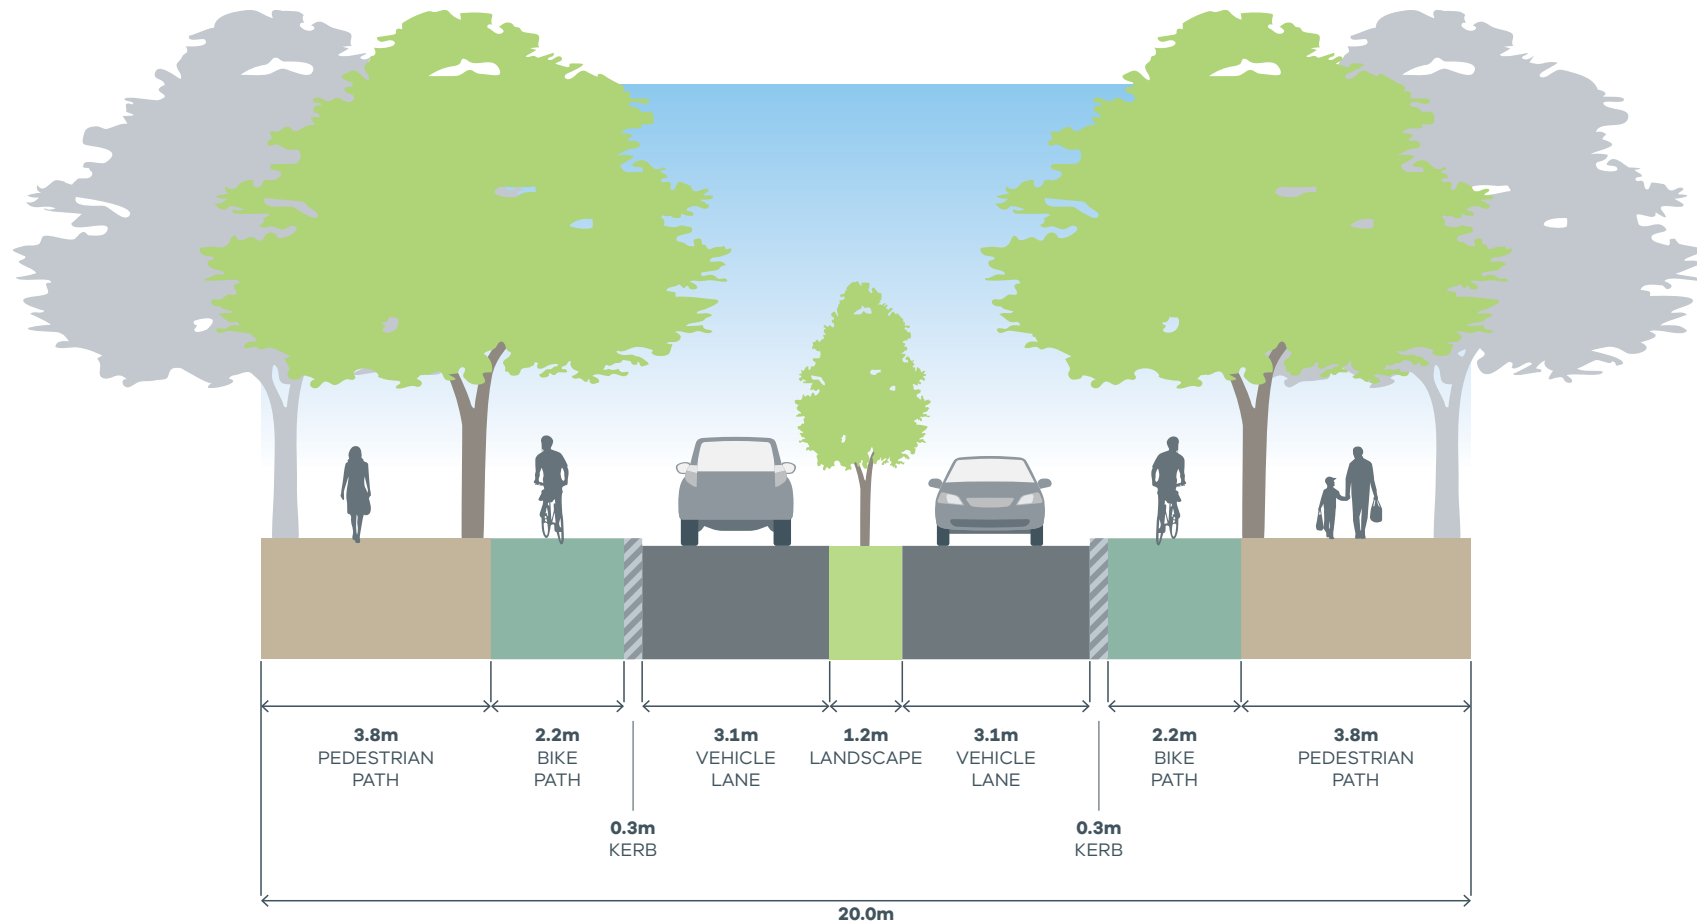 3.8m
PEDESTRIAN
PATH
2.2m
BIKE
PATH
3.1m
VEHICLE
LANE
1.2m
LANDSCAPE
3.1m
VEHICLE
LANE
2.2m
BIKE
PATH
3.8m
PEDESTRIAN
PATH
0.3m
KERB
0.3m
KERB
20.0m